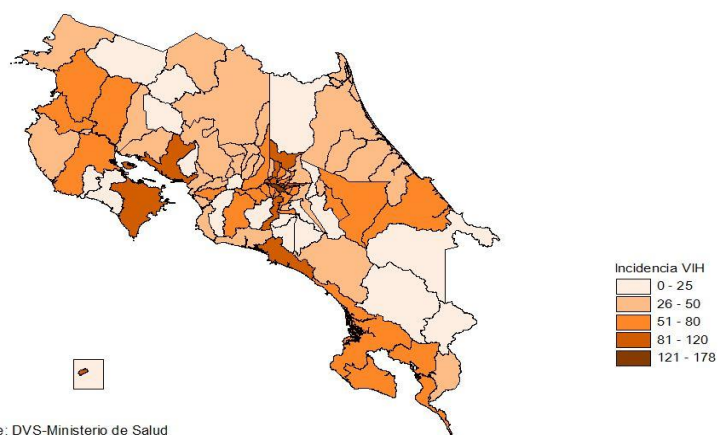 Incidencia VIH
0 - 25
26 - 50
51 - 80
81 - 120
121 - 178
e: DVS-Ministerio de Salud